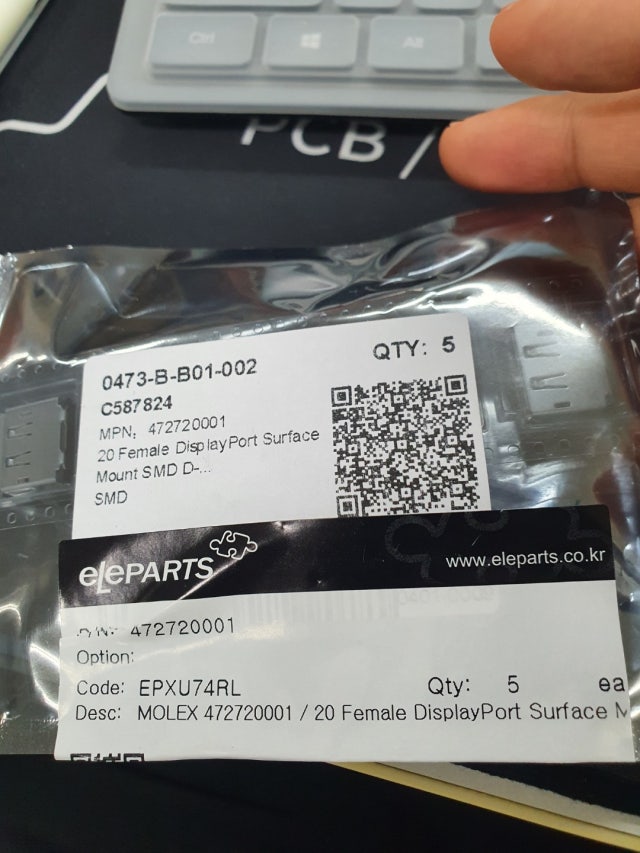 Ctrl
Alt
PCB /
0473-B-B01-002
QTY: 5
C587824
MPN: 472720001
20 Female DisplayPort Surface
Mount SMD D-...
SMD
eLePARTS
www.eleparts.co.kr
P/N: 472720001
Option:
Code: EPXU74RL
Qty: 5 ea
Desc: MOLEX 472720001 / 20 Female DisplayPort Surface M